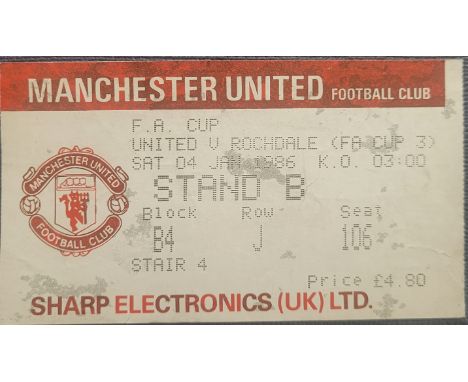 MANCHESTER UNITED FOOTBALL CLUB
F.A. CUP
UNITED V ROCHDALE (FA CUP 3)
SAT 04 JAN 1986 K.O. 03:00
STAND B
Block Row Seat
B4 J 106
STAIR 4
Price £4.80
MANCHESTER UNITED
FOOTBALL CLUB
SHARP ELECTRONICS (UK) LTD.